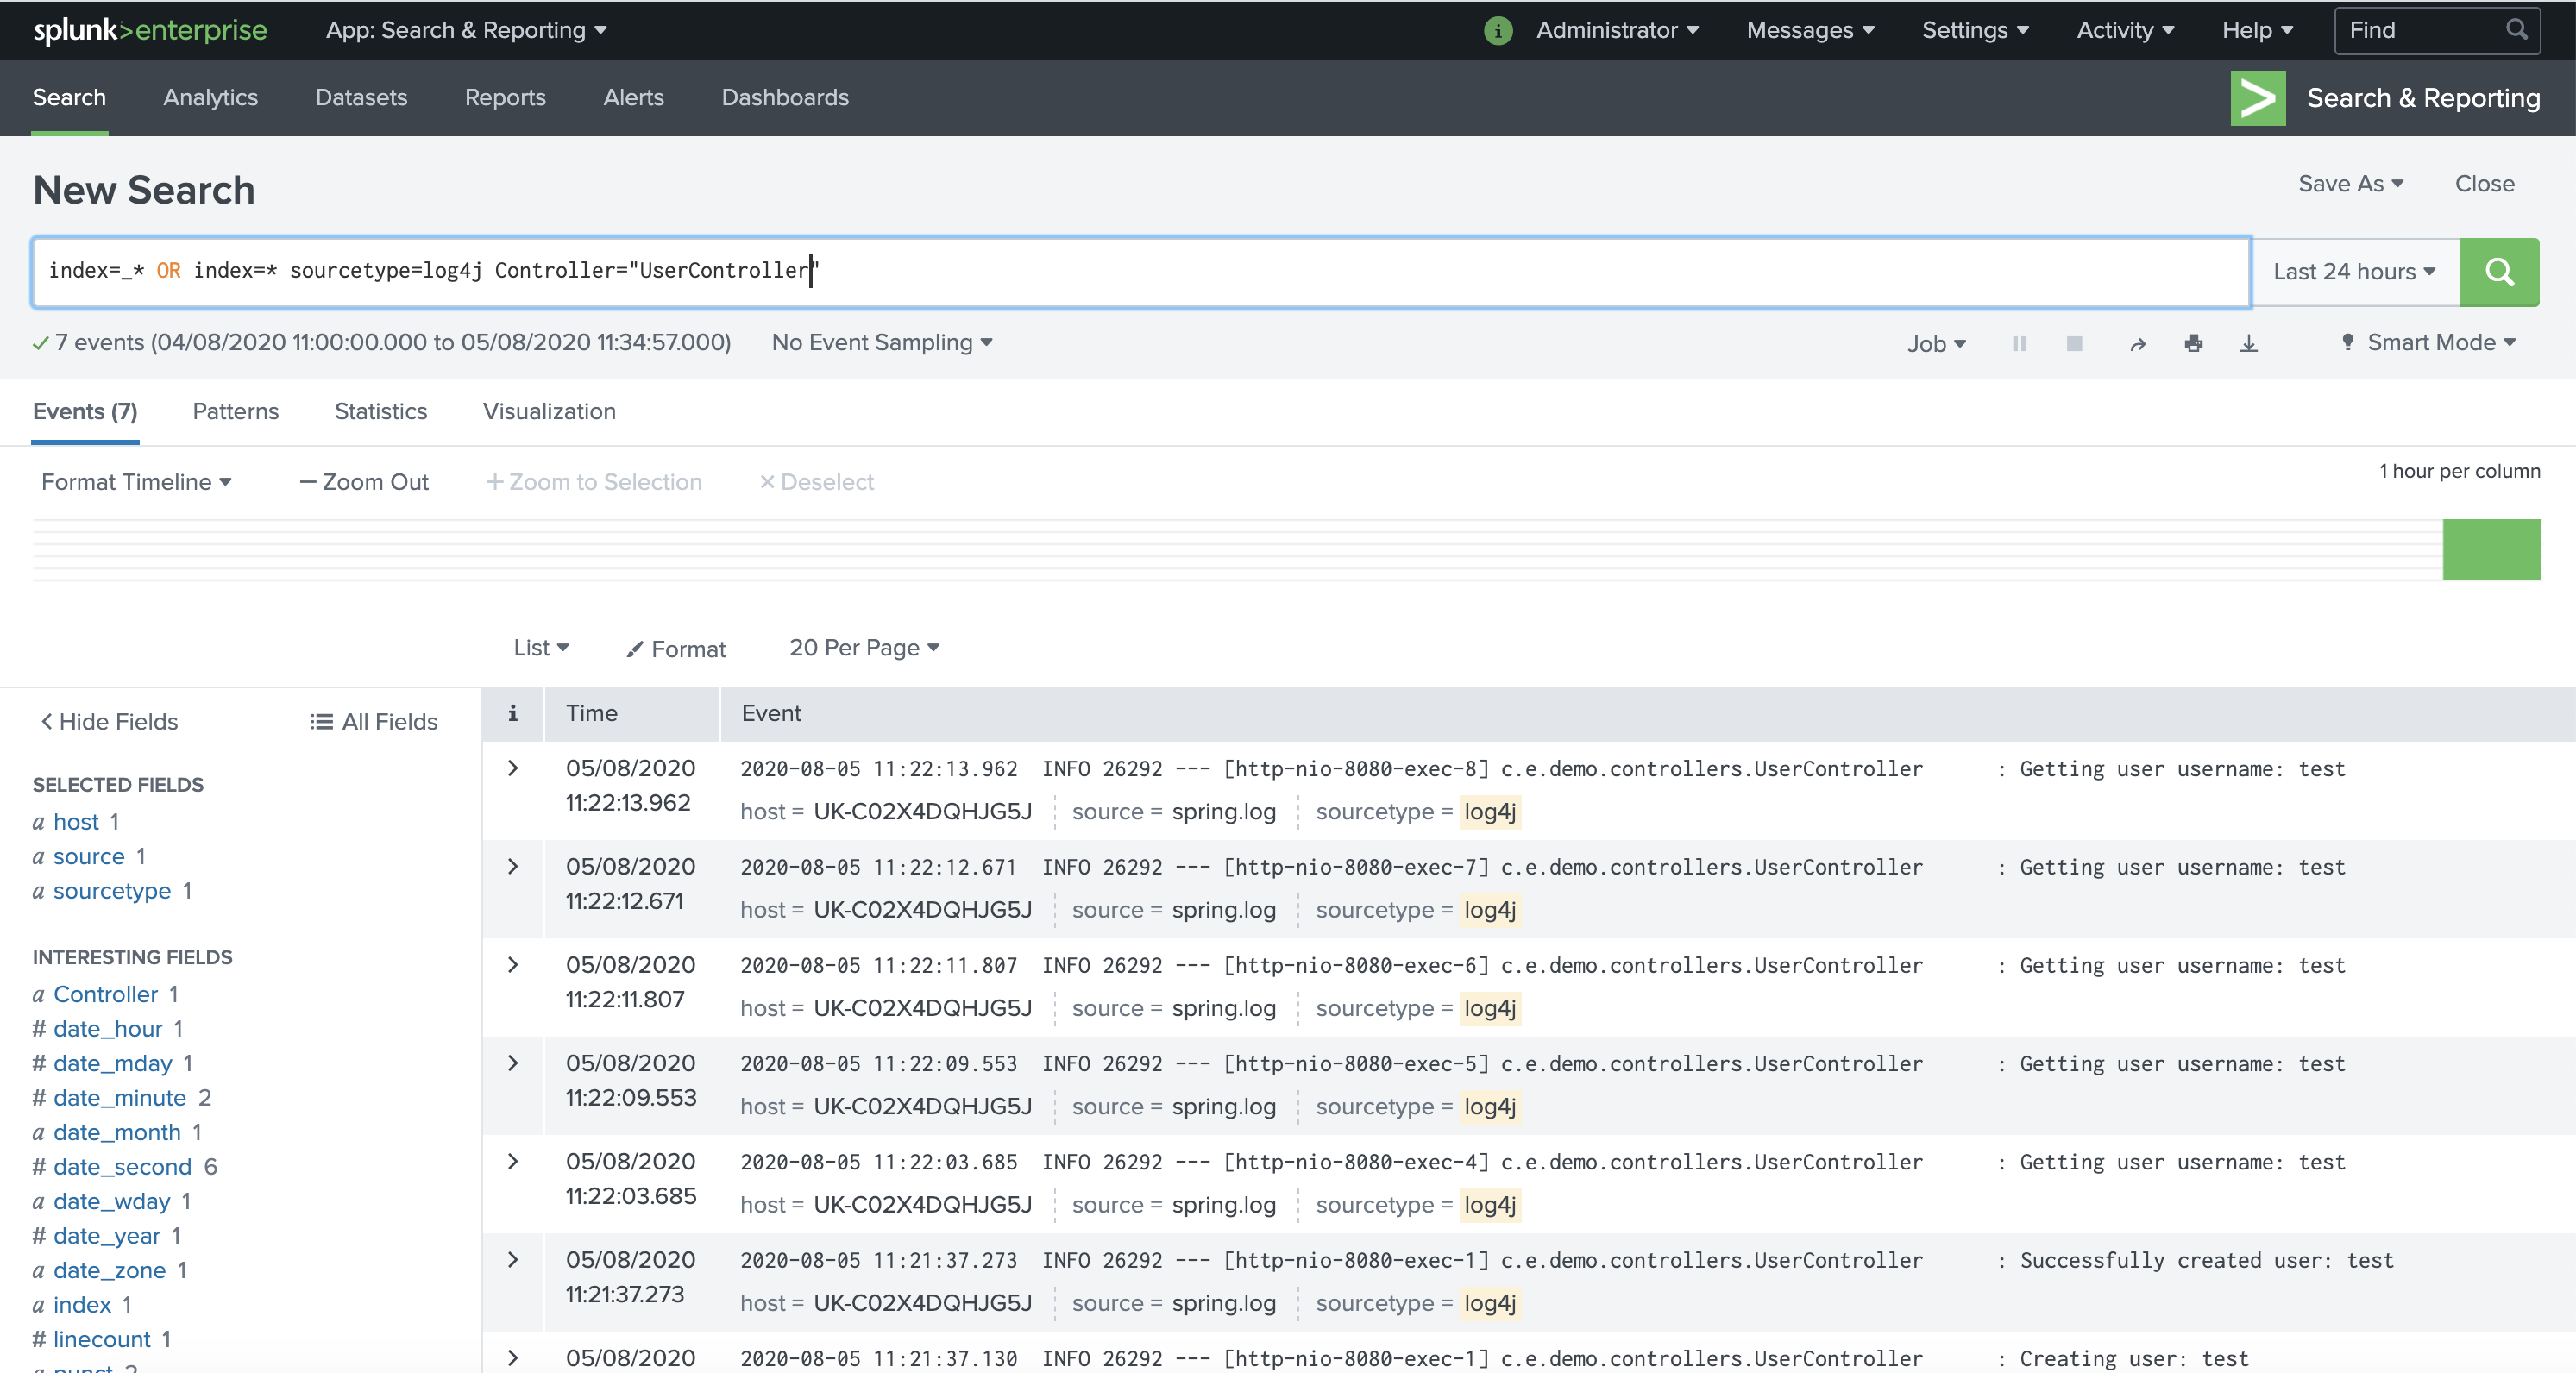 splunk>enterprise App: Search & Reporting i Administrator Messages Settings Activity Help Find
Search Analytics Datasets Reports Alerts Dashboards > Search & Reporting
New Search Save As Close
index=_* OR index=* sourcetype=log4j Controller="UserController" Last 24 hours
7 events (04/08/2020 11:00:00.000 to 05/08/2020 11:34:57.000) No Event Sampling Job Smart Mode
Events (7) Patterns Statistics Visualization
Format Timeline — Zoom Out + Zoom to Selection × Deselect 1 hour per column
List Format 20 Per Page
< Hide Fields All Fields
SELECTED FIELDS
a host 1
a source 1
a sourcetype 1
INTERESTING FIELDS
a Controller 1
# date_hour 1
# date_mday 1
# date_minute 2
a date_month 1
# date_second 6
a date_wday 1
# date_year 1
a date_zone 1
a index 1
# linecount 1
a punct 2
i Time Event
> 05/08/2020 11:22:13.962 2020-08-05 11:22:13.962 INFO 26292 --- [http-nio-8080-exec-8] c.e.demo.controllers.UserController : Getting user username: test
host = UK-C02X4DQHJG5J source = spring.log sourcetype = log4j
> 05/08/2020 11:22:12.671 2020-08-05 11:22:12.671 INFO 26292 --- [http-nio-8080-exec-7] c.e.demo.controllers.UserController : Getting user username: test
host = UK-C02X4DQHJG5J source = spring.log sourcetype = log4j
> 05/08/2020 11:22:11.807 2020-08-05 11:22:11.807 INFO 26292 --- [http-nio-8080-exec-6] c.e.demo.controllers.UserController : Getting user username: test
host = UK-C02X4DQHJG5J source = spring.log sourcetype = log4j
> 05/08/2020 11:22:09.553 2020-08-05 11:22:09.553 INFO 26292 --- [http-nio-8080-exec-5] c.e.demo.controllers.UserController : Getting user username: test
host = UK-C02X4DQHJG5J source = spring.log sourcetype = log4j
> 05/08/2020 11:22:03.685 2020-08-05 11:22:03.685 INFO 26292 --- [http-nio-8080-exec-4] c.e.demo.controllers.UserController : Getting user username: test
host = UK-C02X4DQHJG5J source = spring.log sourcetype = log4j
> 05/08/2020 11:21:37.273 2020-08-05 11:21:37.273 INFO 26292 --- [http-nio-8080-exec-1] c.e.demo.controllers.UserController : Successfully created user: test
host = UK-C02X4DQHJG5J source = spring.log sourcetype = log4j
> 05/08/2020 2020-08-05 11:21:37.130 INFO 26292 --- [http-nio-8080-exec-1] c.e.demo.controllers.UserController : Creating user: test